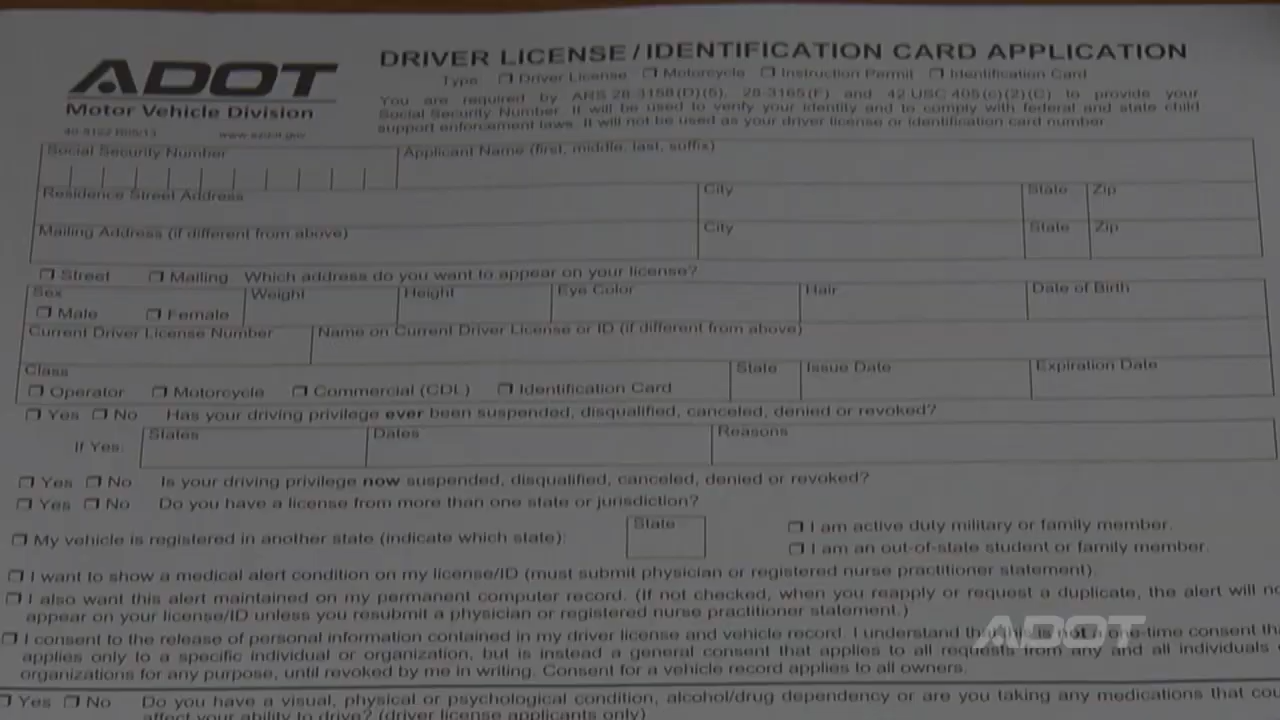 ADOT
Motor Vehicle Division
www.azdot.gov
DRIVER LICENSE/IDENTIFICATION CARD APPLICATION
Type ☐ Driver License ☐ Motorcycle ☐ Instruction Permit ☐ Identification Card
You are required by ARS 28-3158(D)(5), 28-3165(F) and 42 USC 405(c)(2)(C) to provide your
Social Security Number. It will be used to verify your identity and to comply with federal and state child
support enforcement laws. It will not be used as your driver license or identification card number.
Social Security Number Applicant Name (first, middle, last, suffix)
Residence Street Address City State Zip
Mailing Address (if different from above) City State Zip
☐ Street ☐ Mailing Which address do you want to appear on your license?
Sex Weight Height Eye Color Hair Date of Birth
☐ Male ☐ Female
Current Driver License Number Name on Current Driver License or ID (if different from above)
Class State Issue Date Expiration Date
☐ Operator ☐ Motorcycle ☐ Commercial (CDL) ☐ Identification Card
☐ Yes ☐ No Has your driving privilege ever been suspended, disqualified, canceled, denied or revoked?
If Yes: States Dates Reasons
☐ Yes ☐ No Is your driving privilege now suspended, disqualified, canceled, denied or revoked?
☐ Yes ☐ No Do you have a license from more than one state or jurisdiction?
☐ My vehicle is registered in another state (indicate which state): State ☐ I am active duty military or family member.
☐ I am an out-of-state student or family member.
☐ I want to show a medical alert condition on my license/ID (must submit physician or registered nurse practitioner statement).
☐ I also want this alert maintained on my permanent computer record. (If not checked, when you reapply or request a duplicate, the alert will no
appear on your license/ID unless you resubmit a physician or registered nurse practitioner statement.)
☐ I consent to the release of personal information contained in my driver license and vehicle record. I understand that this is not a one-time consent th
applies only to a specific individual or organization, but is instead a general consent that applies to all requests from any and all individuals
organizations for any purpose, until revoked by me in writing. Consent for a vehicle record applies to all owners.
ADOT
☐ Yes ☐ No Do you have a visual, physical or psychological condition, alcohol/drug dependency or are you taking any medications that cou
affect your ability to drive? (driver license applicants only)